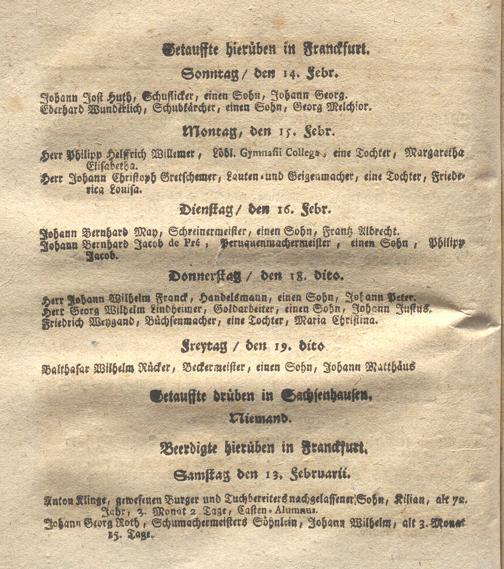 Getauffte hierüben in Franckfurt.
Sonntag / den 14. Febr.
Johann Jost Huth, Schuflicker, einen Sohn, Johann Georg.
Eberhard Wunderlich, Schubkärcher, einen Sohn, Georg Melchior.
Montag, den 15. Febr.
Herr Philipp Helffrich Willemer, Löbl. Gymnasii Collega, eine Tochter, Margaretha
Elisabetha.
Herr Johann Christoph Gretschemer, Lauten- und Geigenmacher, eine Tochter, Friede-
rica Louisa.
Dienstag / den 16. Febr.
Johann Bernhard May, Schreinermeister, einen Sohn, Frantz Albrecht.
Johann Bernhard Jacob de Pré, Peruquenmachermeister, einen Sohn, Philipp
Jacob.
Donnerstag / den 18. dito.
Herr Johann Wilhelm Franck, Handelsmann, einen Sohn, Johann Peter.
Herr Georg Wilhelm Lindheimer, Goldarbeiter, einen Sohn, Johann Justus.
Friedrich Weygand, Büchsenmacher, eine Tochter, Maria Christina.
Freytag / den 19. dito
Balthasar Wilhelm Räcker, Beckermeister, einen Sohn, Johann Matthäus
Getauffte drüben in Sachsenhausen.
Niemand.
Beerdigte hierüben in Franckfurt.
Samstag den 13. Februarii.
Anton Klinge, gewesenen Burger und Tuchbereiters nachgelassener Sohn, Kilian, alt 72.
Jahr, 3. Monat 2 Tage, Casten-Alumnus.
Johann Georg Roth, Schumachermeisters Söhnlein, Johann Wilhelm, alt 3. Monat
15. Tage.